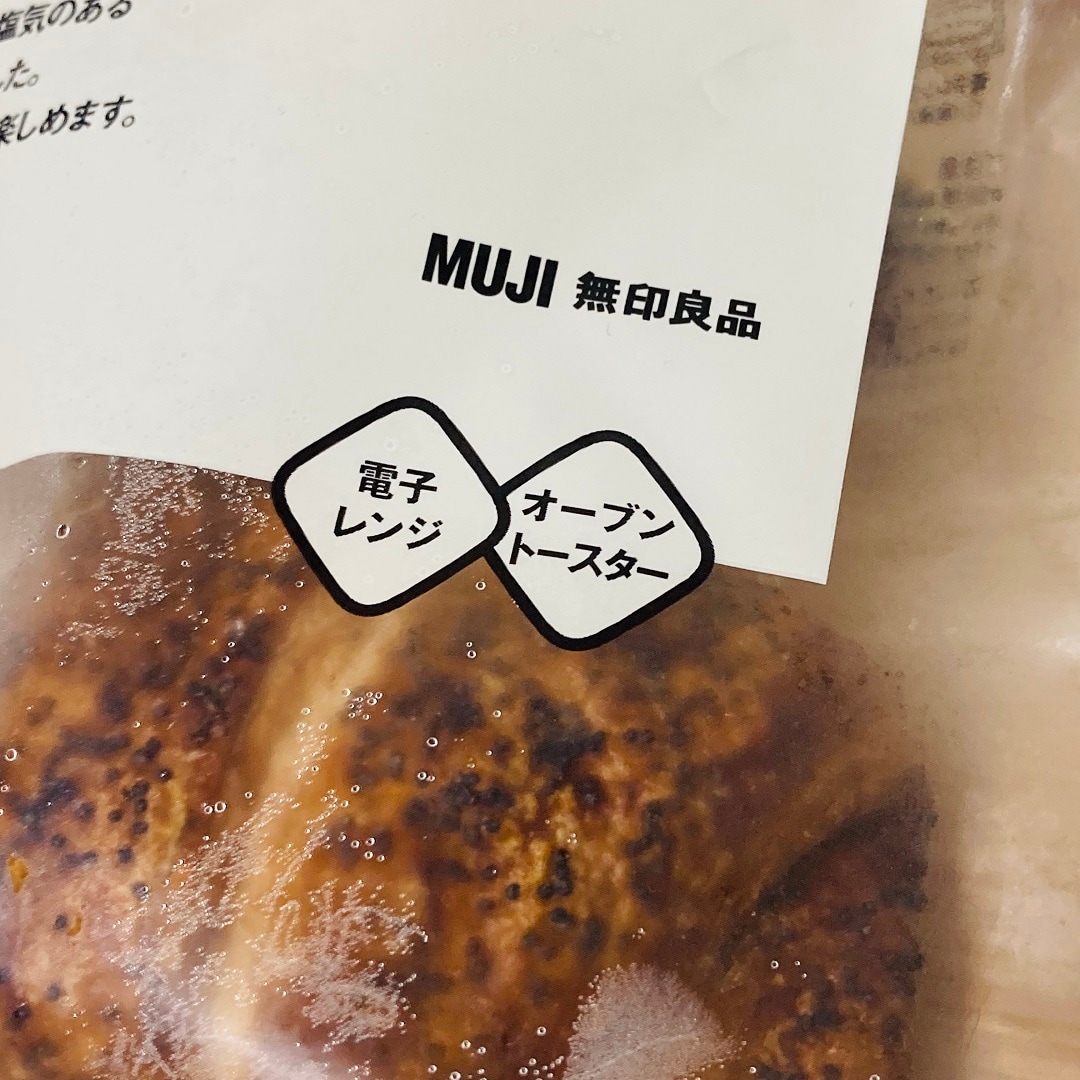 塩気のある
した。
楽しめます。
MUJI 無印良品
電子
レンジ
オーブン
トースター